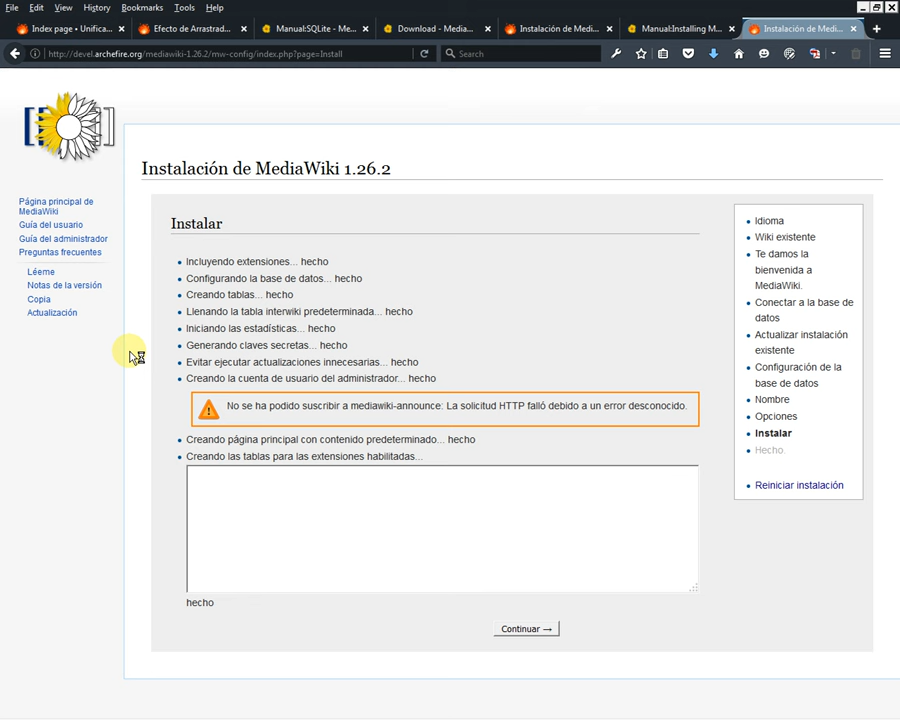 File Edit View History Bookmarks Tools Help
Index page • Unifica... Efecto de Arrastrad... Manual:SQLite - Me... Download - Media... Instalación de Medi... Manual:Installing M... Instalación de Medi...
http://devel.archefire.org/mediawiki-1.26.2/mw-config/index.php?page=Install Search
Instalación de MediaWiki 1.26.2
Página principal de
MediaWiki
Guía del usuario
Guía del administrador
Preguntas frecuentes
Léeme
Notas de la versión
Copia
Actualización
Instalar
Incluyendo extensiones... hecho
Configurando la base de datos... hecho
Creando tablas... hecho
Llenando la tabla interwiki predeterminada... hecho
Iniciando las estadísticas... hecho
Generando claves secretas... hecho
Evitar ejecutar actualizaciones innecesarias... hecho
Creando la cuenta de usuario del administrador... hecho
No se ha podido suscribir a mediawiki-announce: La solicitud HTTP falló debido a un error desconocido.
Creando página principal con contenido predeterminado... hecho
Creando las tablas para las extensiones habilitadas...
hecho
Continuar →
Idioma
Wiki existente
Te damos la
bienvenida a
MediaWiki.
Conectar a la base de
datos
Actualizar instalación
existente
Configuración de la
base de datos
Nombre
Opciones
Instalar
Hecho.
Reiniciar instalación